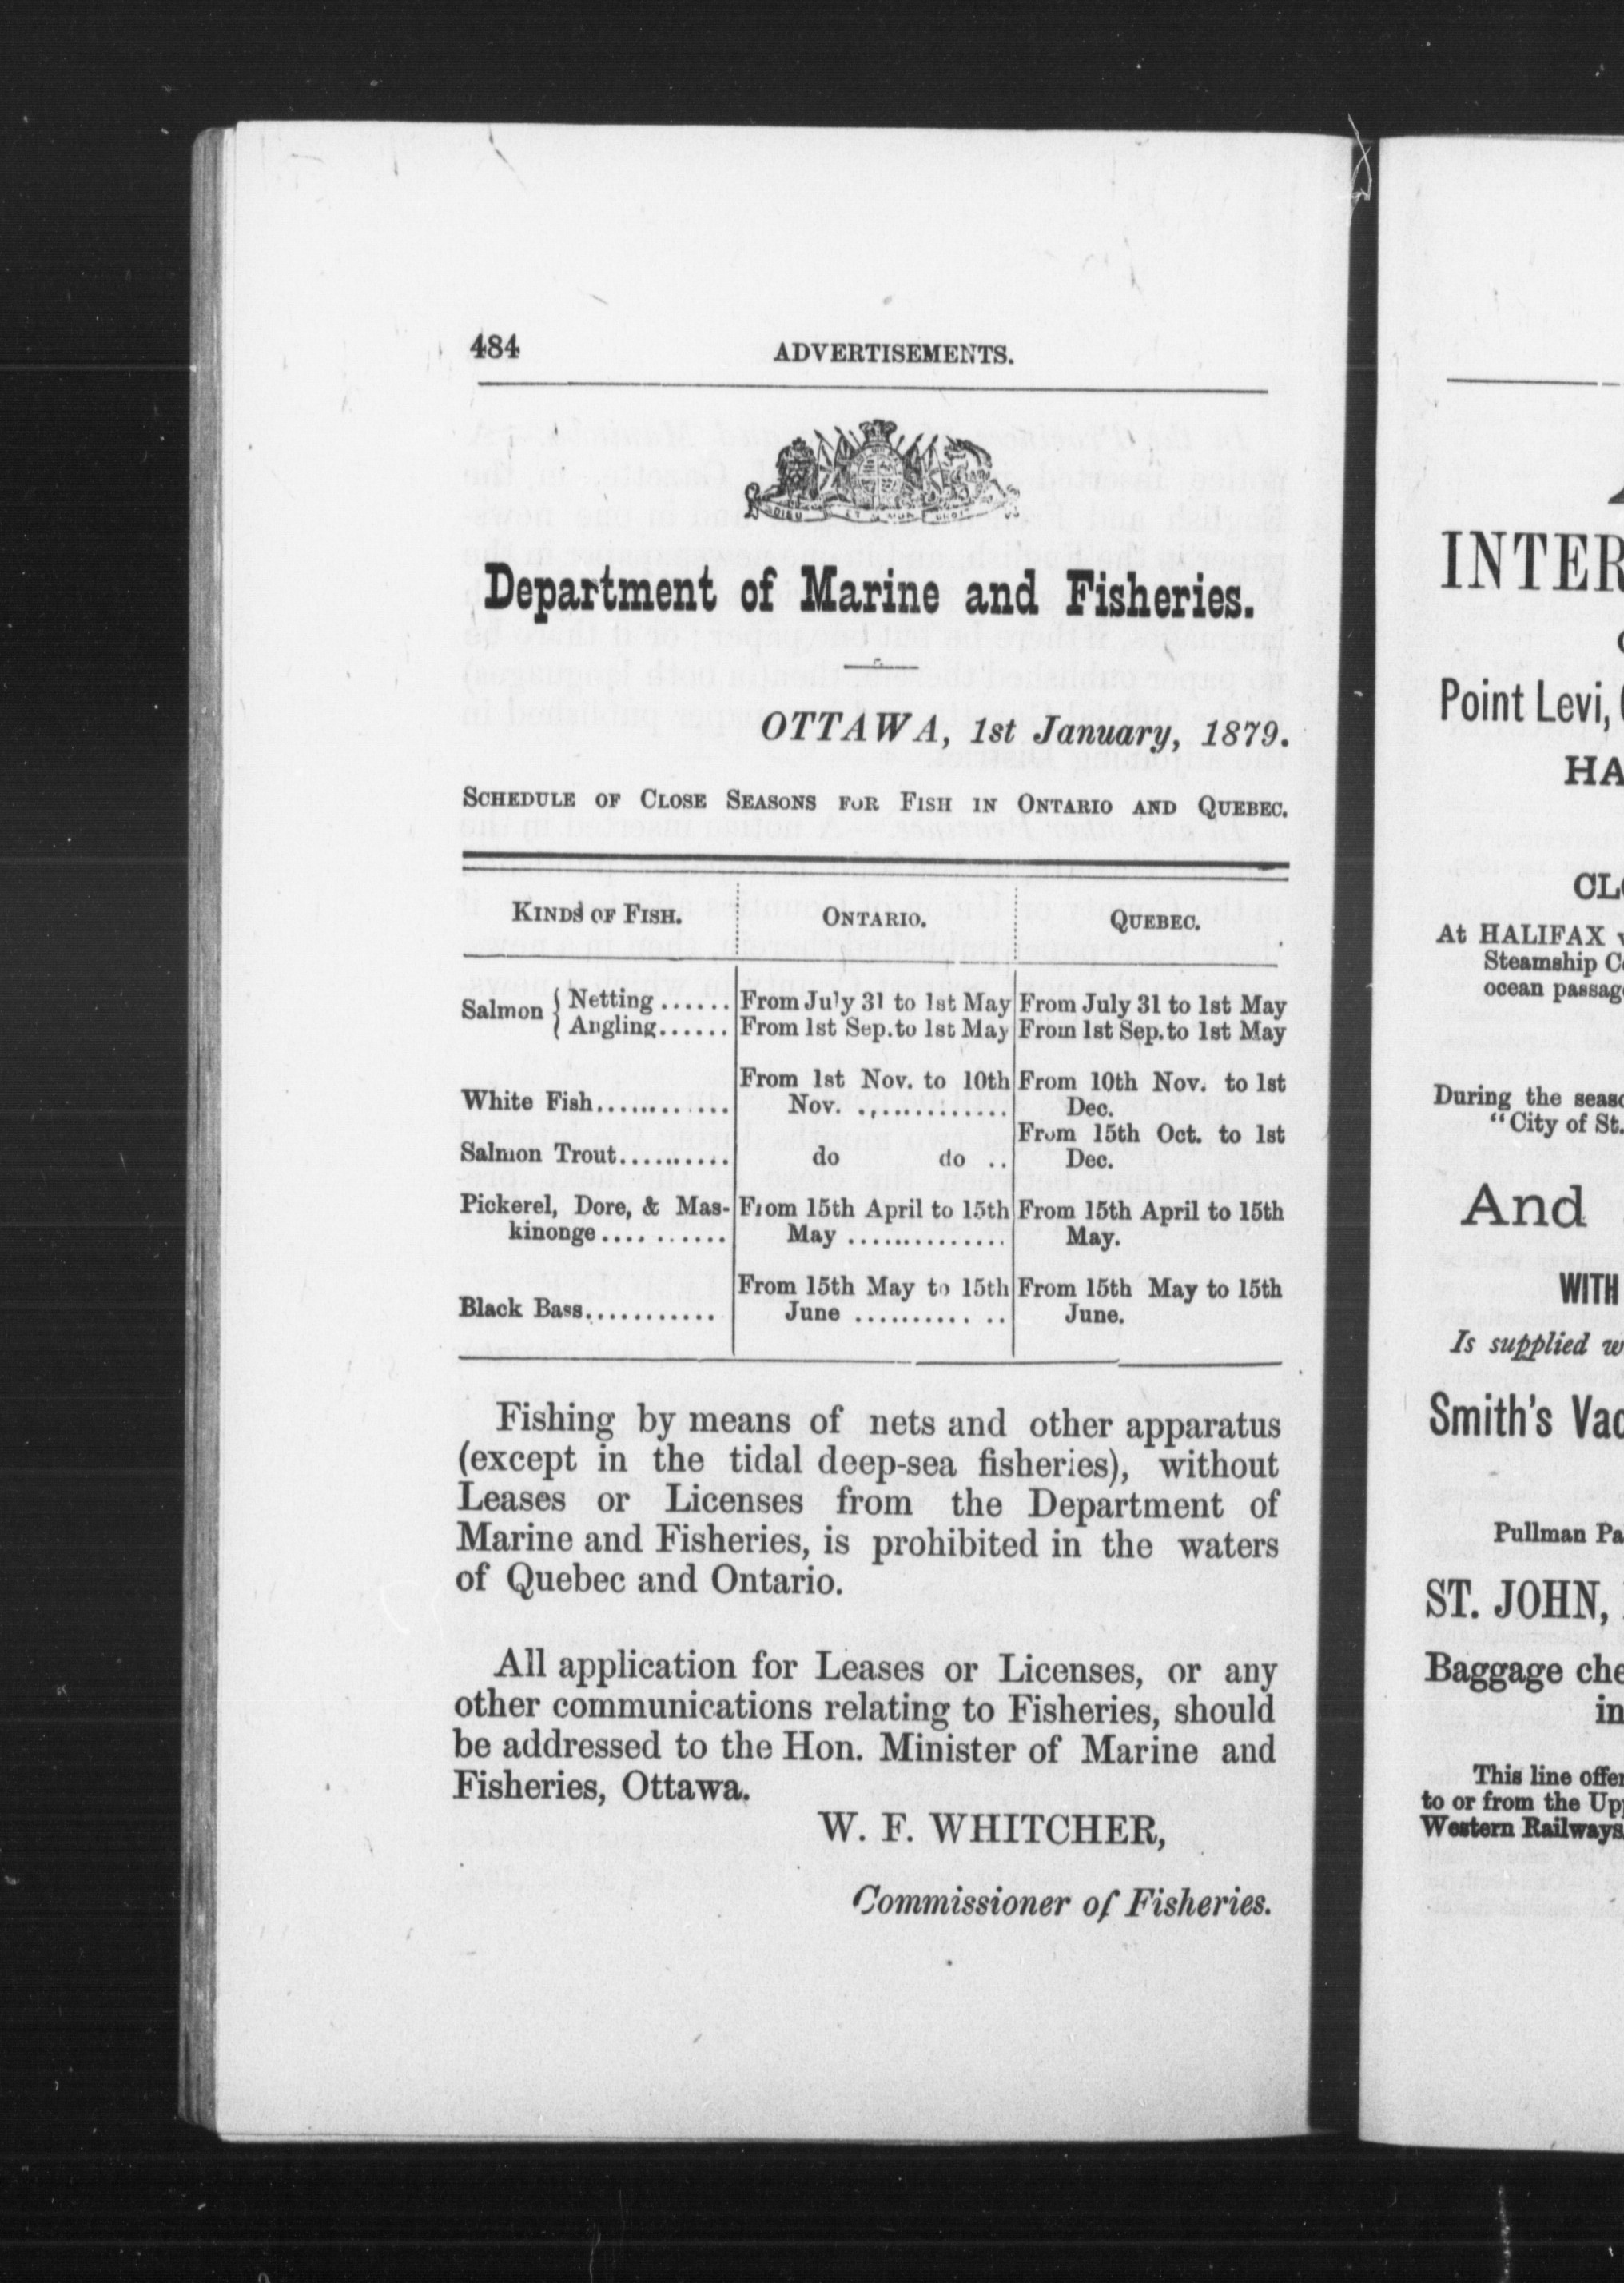 484 ADVERTISEMENTS.
DIEU ET MON DROIT
Department of Marine and Fisheries.
OTTAWA, 1st January, 1879.
SCHEDULE OF CLOSE SEASONS FOR FISH IN ONTARIO AND QUEBEC.
KINDS OF FISH. ONTARIO. QUEBEC.
Salmon { Netting...... From July 31 to 1st May From July 31 to 1st May
Angling...... From 1st Sep. to 1st May From 1st Sep. to 1st May
From 1st Nov. to 10th From 10th Nov. to 1st
White Fish............ Nov. .............. Dec.
From 15th Oct. to 1st
Salmon Trout.......... do do .. Dec.
Pickerel, Dore, & Mas- From 15th April to 15th From 15th April to 15th
kinonge.... ...... May .............. May.
From 15th May to 15th From 15th May to 15th
Black Bass............ June .......... .. June.
Fishing by means of nets and other apparatus
(except in the tidal deep-sea fisheries), without
Leases or Licenses from the Department of
Marine and Fisheries, is prohibited in the waters
of Quebec and Ontario.
All application for Leases or Licenses, or any
other communications relating to Fisheries, should
be addressed to the Hon. Minister of Marine and
Fisheries, Ottawa.
W. F. WHITCHER,
Commissioner of Fisheries.
INTER
Point Levi,
HA
CL
At HALIFAX
Steamship
ocean passag
During the seas
"City of St.
And
WITH
Is supplied w
Smith's Vac
Pullman Pa
ST. JOHN,
Baggage che
in
This line offer
to or from the Up
Western Railways